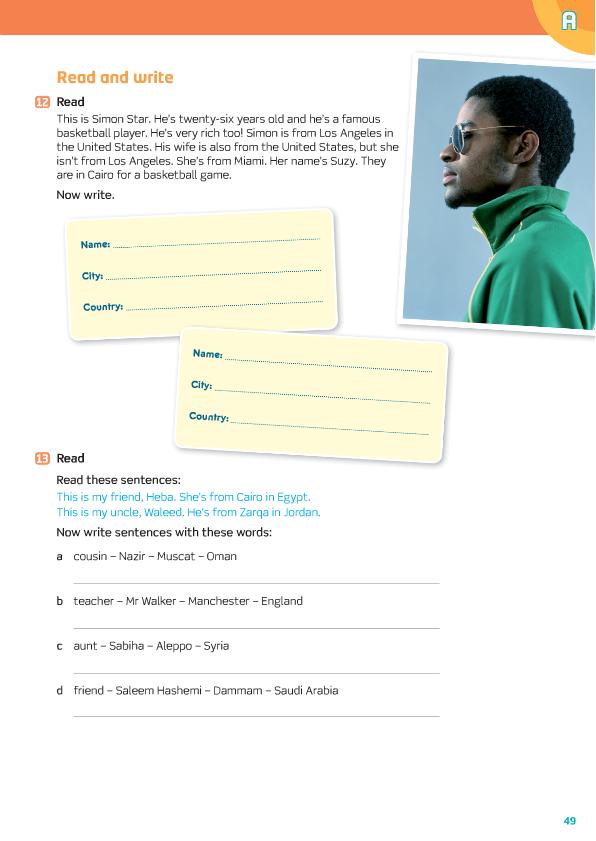 A
Read and write
12 Read
This is Simon Star. He's twenty-six years old and he's a famous
basketball player. He's very rich too! Simon is from Los Angeles in
the United States. His wife is also from the United States, but she
isn't from Los Angeles. She's from Miami. Her name's Suzy. They
are in Cairo for a basketball game.
Now write.
Name:
City:
Country:
Name:
City:
Country:
13 Read
Read these sentences:
This is my friend, Heba. She's from Cairo in Egypt.
This is my uncle, Waleed. He's from Zarqa in Jordan.
Now write sentences with these words:
a cousin – Nazir – Muscat – Oman
b teacher – Mr Walker – Manchester – England
c aunt – Sabiha – Aleppo – Syria
d friend – Saleem Hashemi – Dammam – Saudi Arabia
49